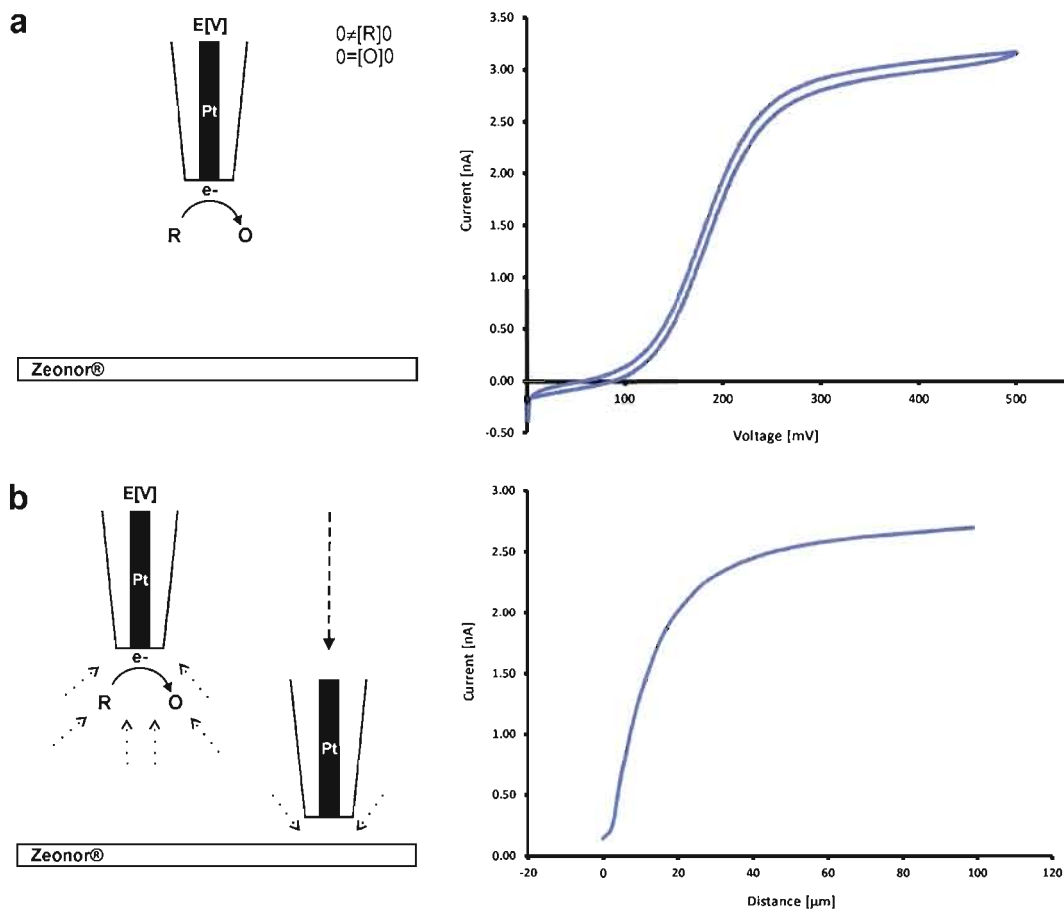 a
E[V]
0≠[R]0
0=[O]0
Pt
e-
R O
Zeonor®
3.50
3.00
2.50
2.00
1.50
1.00
0.50
0.00
-0.50
Current [nA]
0 100 200 300 400 500
Voltage [mV]
b
E[V]
Pt
e-
R O
Pt
Zeonor®
3.00
2.50
2.00
1.50
1.00
0.50
0.00
Current [nA]
-20 0 20 40 60 80 100 120
Distance [µm]